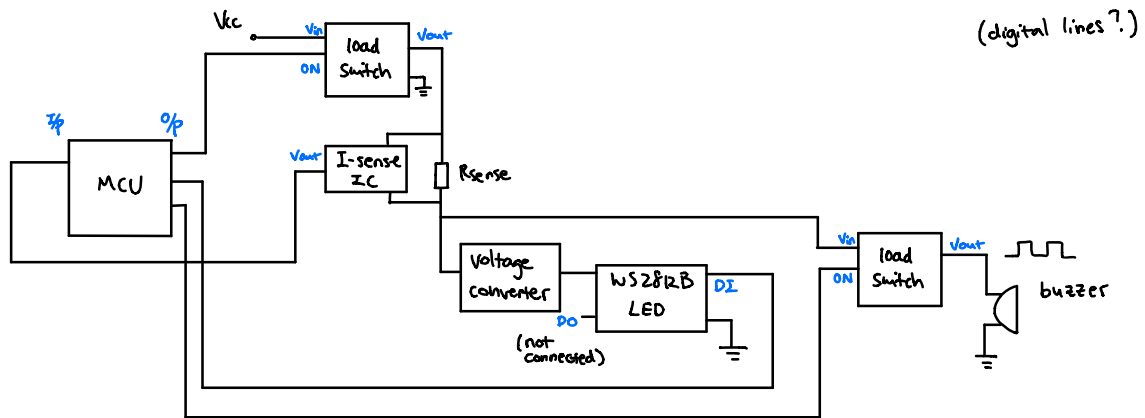 Vcc
Vin
load
switch
Vout
ON
(digital lines?)
I/p
O/p
MCU
Vout
I-sense
IC
Rsense
Voltage
converter
WS2812B
LED
DI
DO
(not
connected)
Vin
load
switch
Vout
ON
buzzer